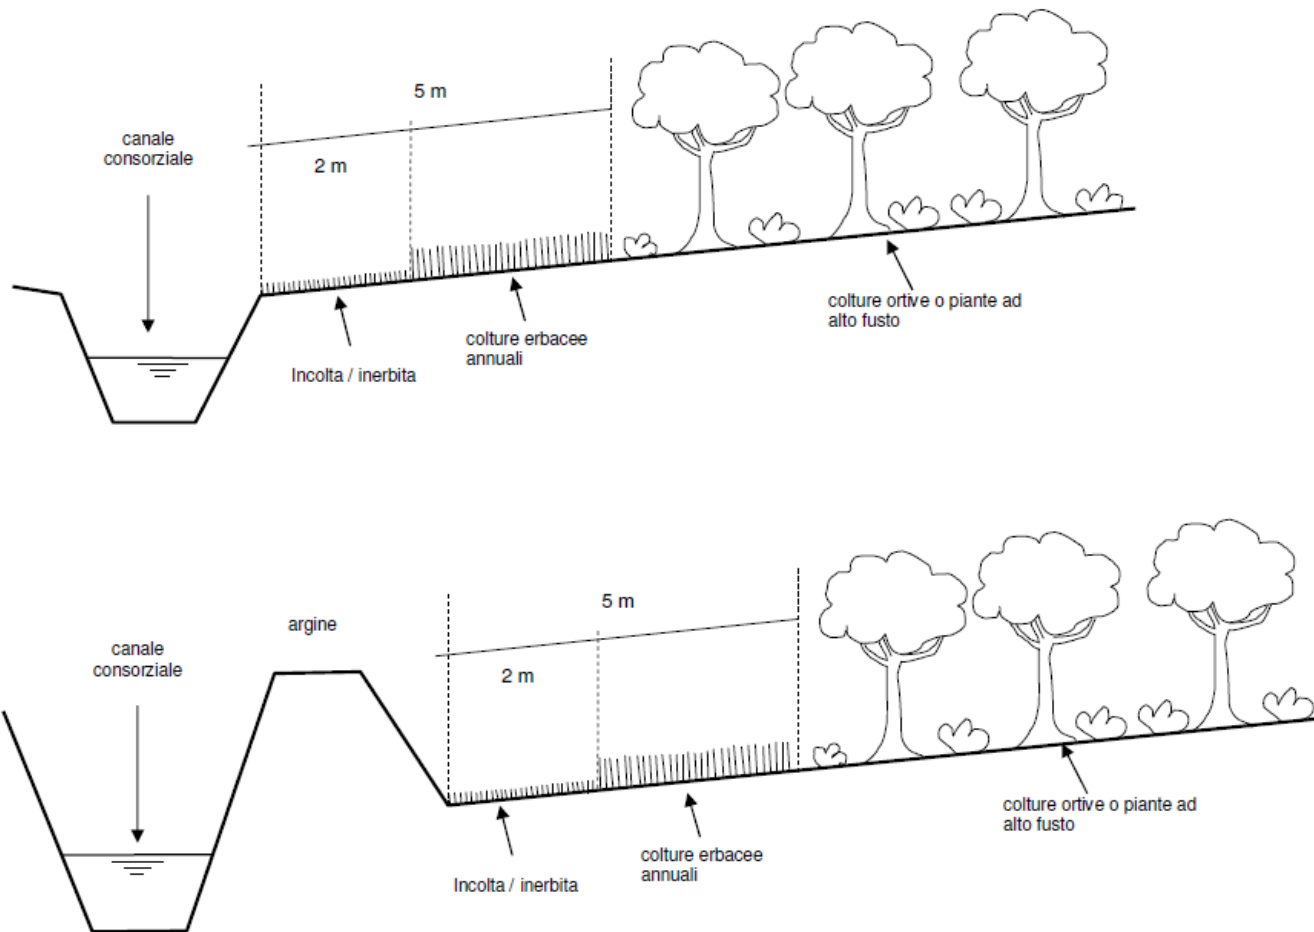 5 m
canale
consorziale
2 m
colture ortive o piante ad
alto fusto
colture erbacee
annuali
Incolta / inerbita
5 m
argine
canale
consorziale
2 m
colture ortive o piante ad
alto fusto
colture erbacee
annuali
Incolta / inerbita